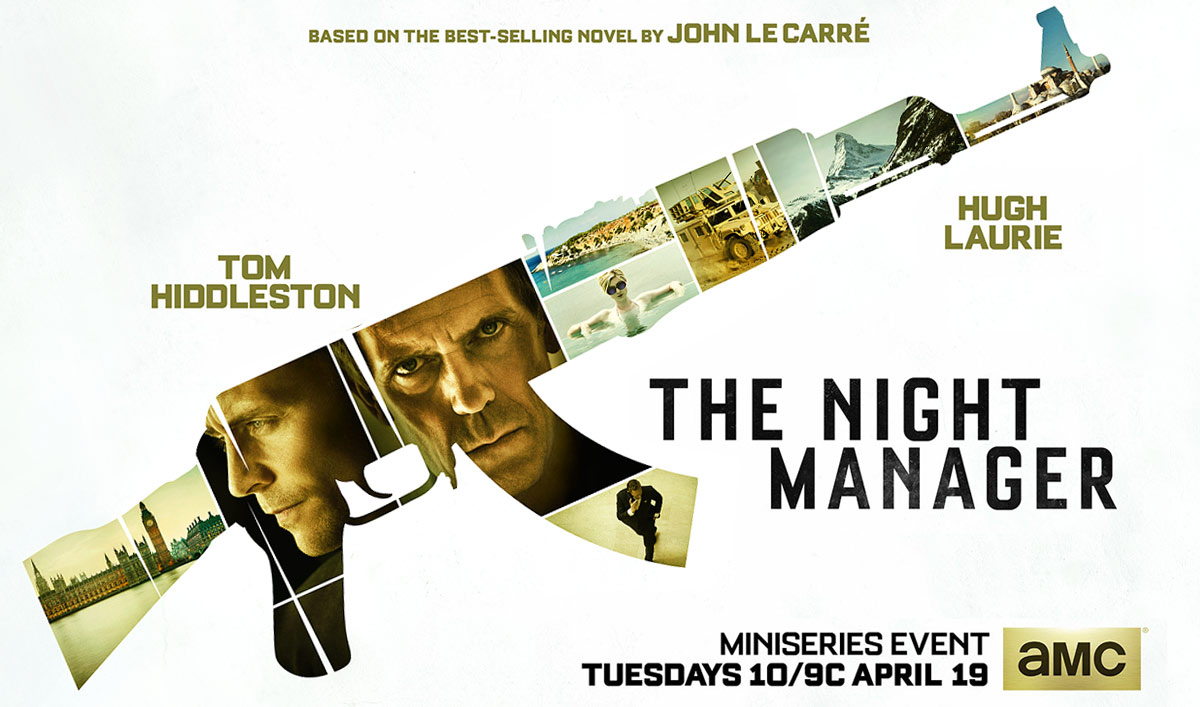 BASED ON THE BEST-SELLING NOVEL BY JOHN LE CARRÉ
HUGH
LAURIE
TOM
HIDDLESTON
THE NIGHT
MANAGER
MINISERIES EVENT
TUESDAYS 10/9C APRIL 19
aMC